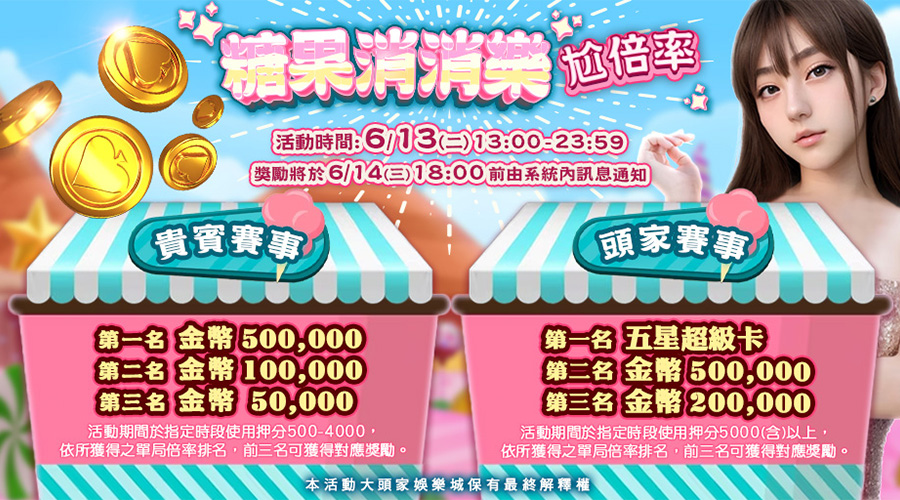 糖果消消樂 尬倍率
活動時間:6/13(二)13:00-23:59
獎勵將於6/14(三)18:00前由系統內訊息通知
貴賓賽事
第一名 金幣 500,000
第二名 金幣 100,000
第三名 金幣 50,000
活動期間於指定時段使用押分500-4000，
依所獲得之單局倍率排名，前三名可獲得對應獎勵。
頭家賽事
第一名 五星超級卡
第二名 金幣 500,000
第三名 金幣 200,000
活動期間於指定時段使用押分5000(含)以上，
依所獲得之單局倍率排名，前三名可獲得對應獎勵。
本活動大頭家娛樂城保有最終解釋權